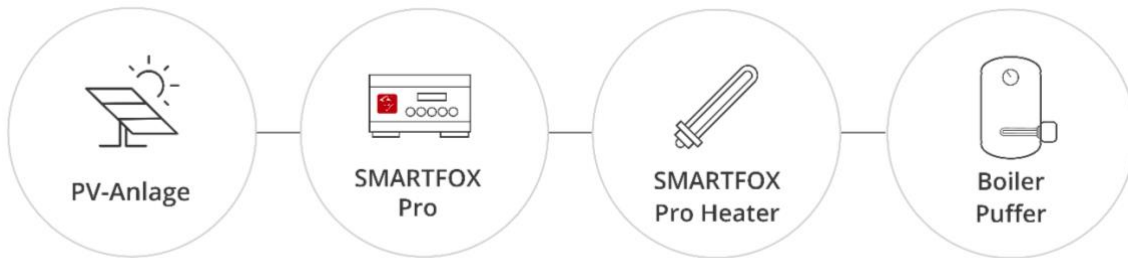 PV-Anlage
SMARTFOX
Pro
SMARTFOX
Pro Heater
Boiler
Puffer